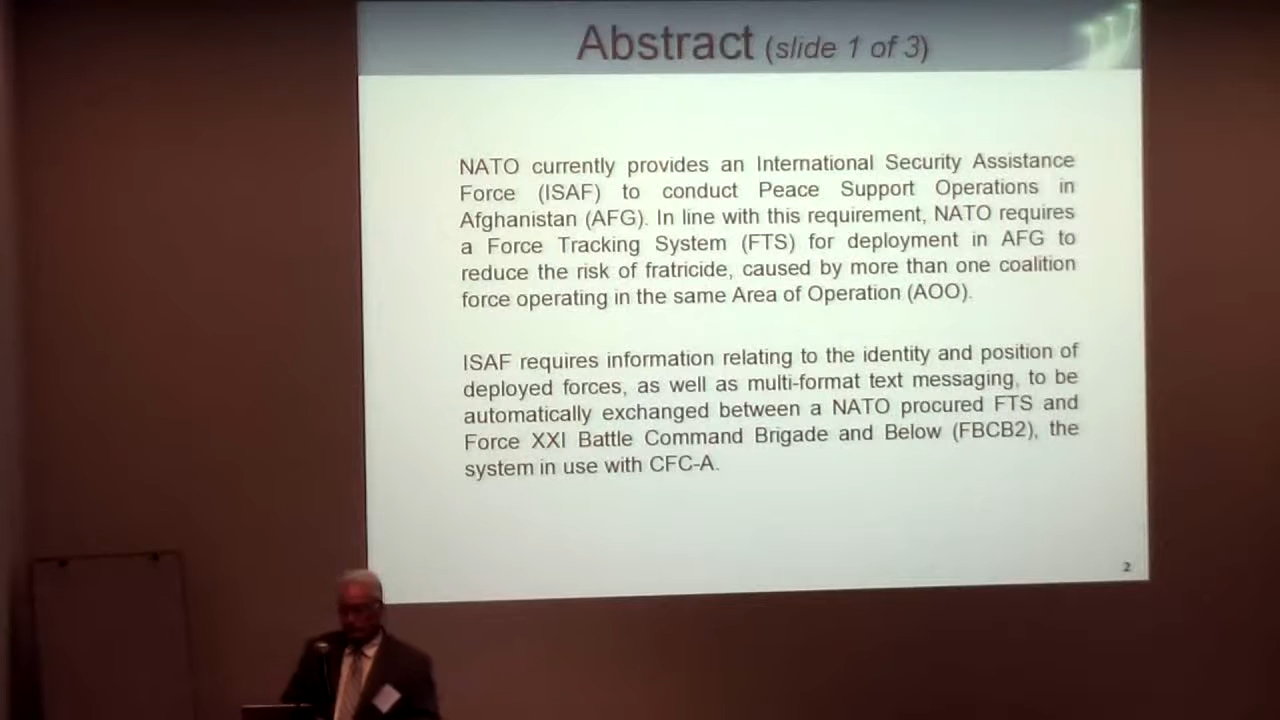 Abstract (slide 1 of 3)
NATO currently provides an International Security Assistance
Force (ISAF) to conduct Peace Support Operations in
Afghanistan (AFG). In line with this requirement, NATO requires
a Force Tracking System (FTS) for deployment in AFG to
reduce the risk of fratricide, caused by more than one coalition
force operating in the same Area of Operation (AOO).
ISAF requires information relating to the identity and position of
deployed forces, as well as multi-format text messaging, to be
automatically exchanged between a NATO procured FTS and
Force XXI Battle Command Brigade and Below (FBCB2), the
system in use with CFC-A.
2